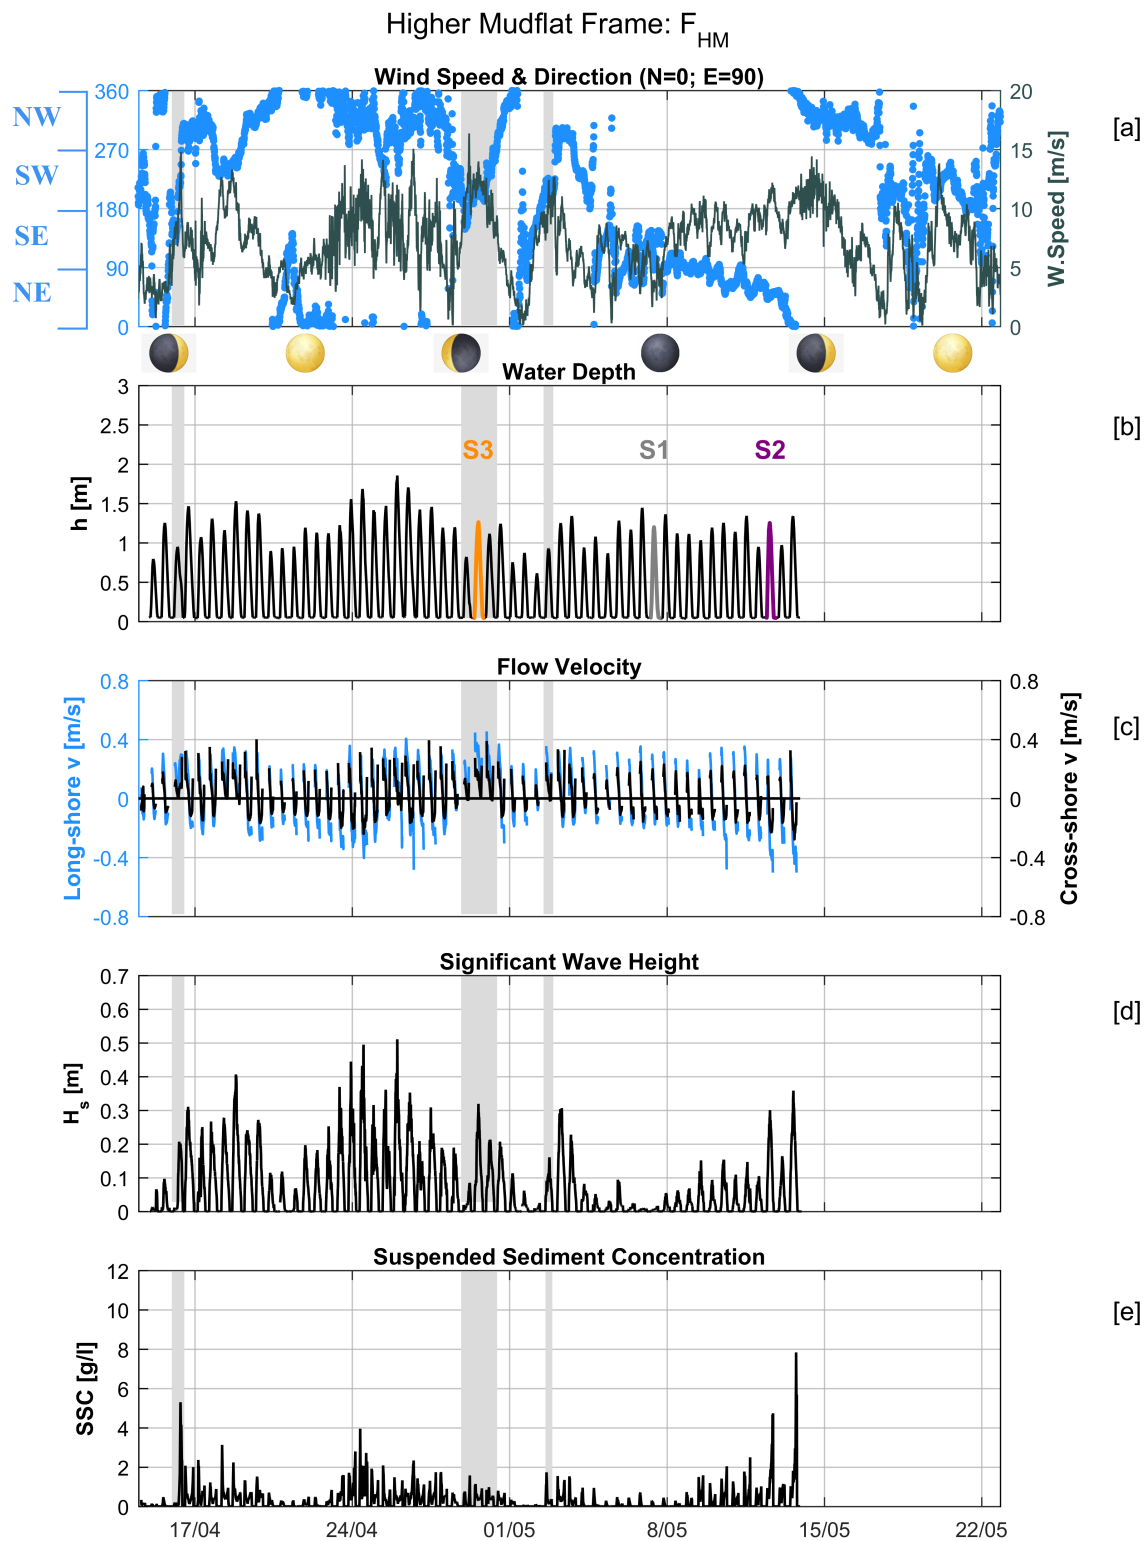 Higher Mudflat Frame: F_HM
Wind Speed & Direction (N=0; E=90)
[a]
NW
SW
SE
NE
360
270
180
90
0
20
15
10
5
0
W.Speed [m/s]
Water Depth
[b]
h [m]
3
2.5
2
1.5
1
0.5
0
S3
S1
S2
Flow Velocity
[c]
Long-shore v [m/s]
0.8
0.4
0
-0.4
-0.8
0.8
0.4
0
-0.4
-0.8
Cross-shore v [m/s]
Significant Wave Height
[d]
H_s [m]
0.7
0.6
0.5
0.4
0.3
0.2
0.1
0
Suspended Sediment Concentration
[e]
SSC [g/l]
12
10
8
6
4
2
0
17/04 24/04 01/05 8/05 15/05 22/05